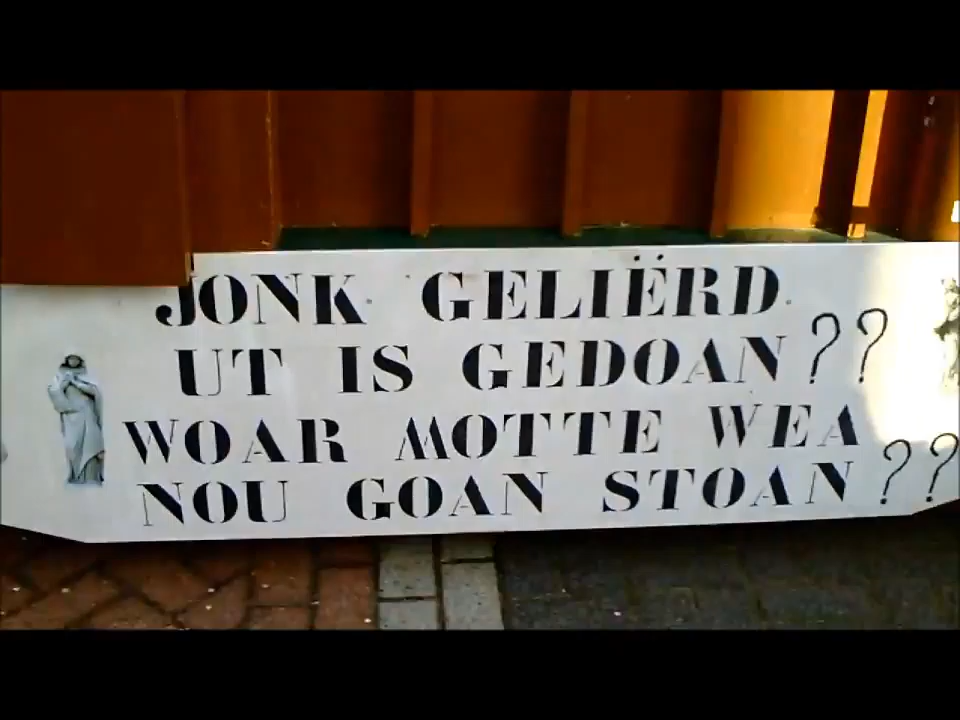 JONK GELIËRD
UT IS GEDOAN??
WOAR MOTTE WEA
NOU GOAN STOAN??